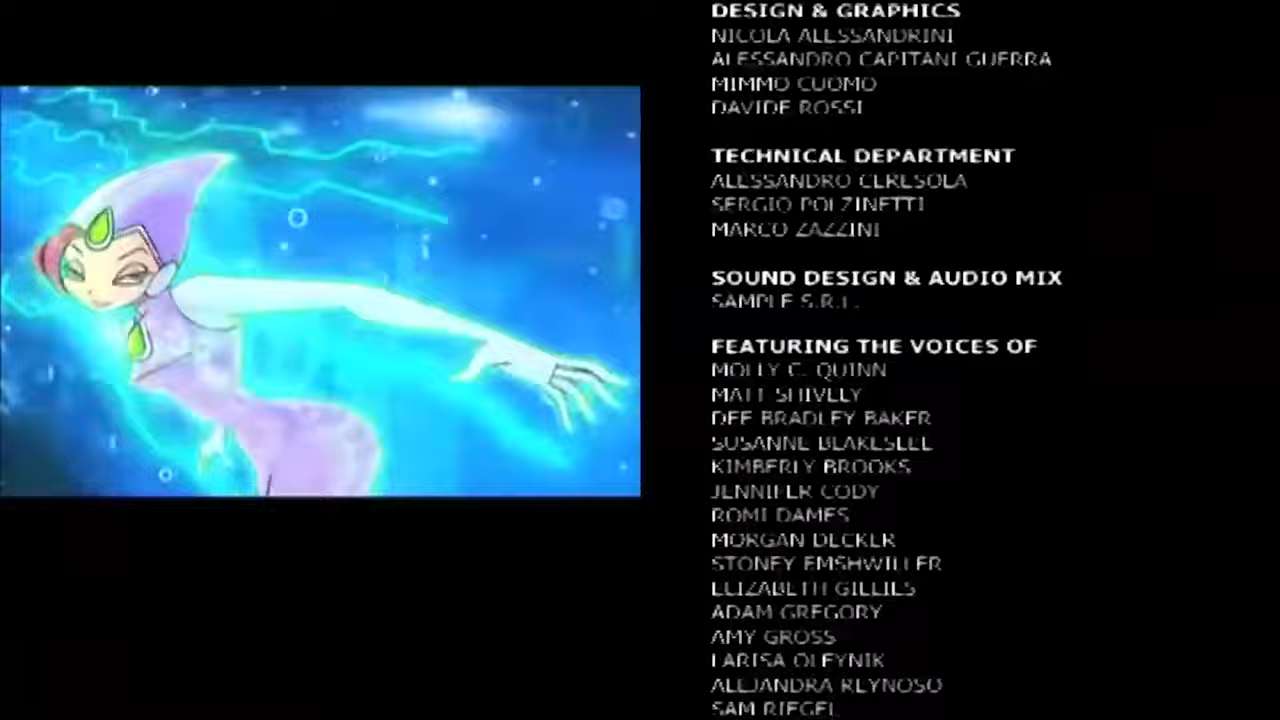 DESIGN & GRAPHICS
NICOLA ALESSANDRINI
ALESSANDRO CAPITANI GUERRA
MIMMO CUOMO
DAVIDE ROSSI
TECHNICAL DEPARTMENT
ALESSANDRO CERESOLA
SERGIO POLZINETTI
MARCO ZAZZINI
SOUND DESIGN & AUDIO MIX
SAMPLE S.R.L.
FEATURING THE VOICES OF
MOLLY C. QUINN
MATT SHIVELY
DEE BRADLEY BAKER
SUSANNE BLAKESLEE
KIMBERLY BROOKS
JENNIFER CODY
ROMI DAMES
MORGAN DECKER
STONEY EMSHWILLER
ELIZABETH GILLIES
ADAM GREGORY
AMY GROSS
LARISA OLEYNIK
ALEJANDRA REYNOSO
SAM RIEGEL